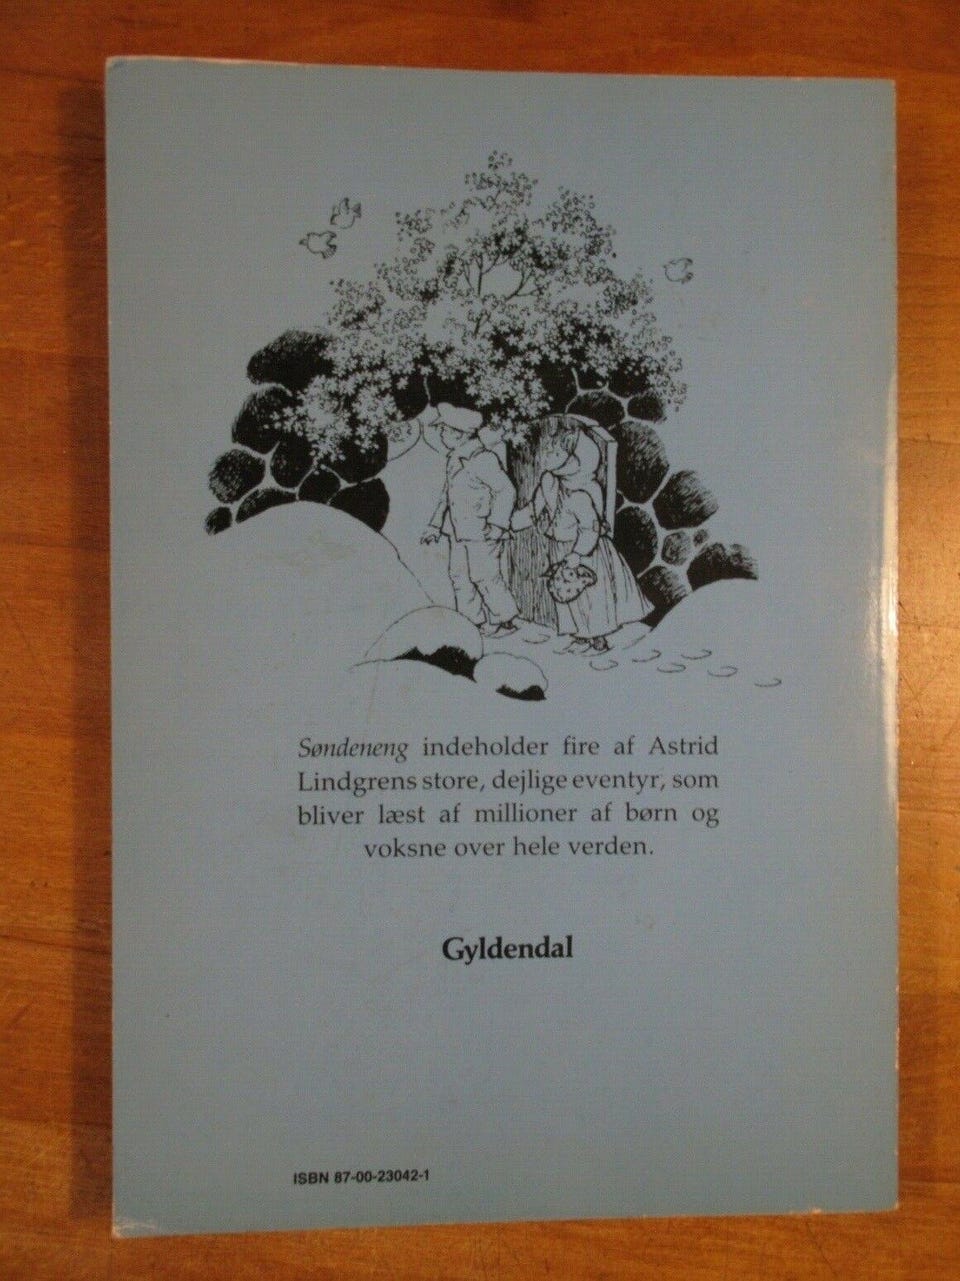 Søndeneng indeholder fire af Astrid
Lindgrens store, dejlige eventyr, som
bliver læst af millioner af børn og
voksne over hele verden.
Gyldendal
ISBN 87-00-23042-1